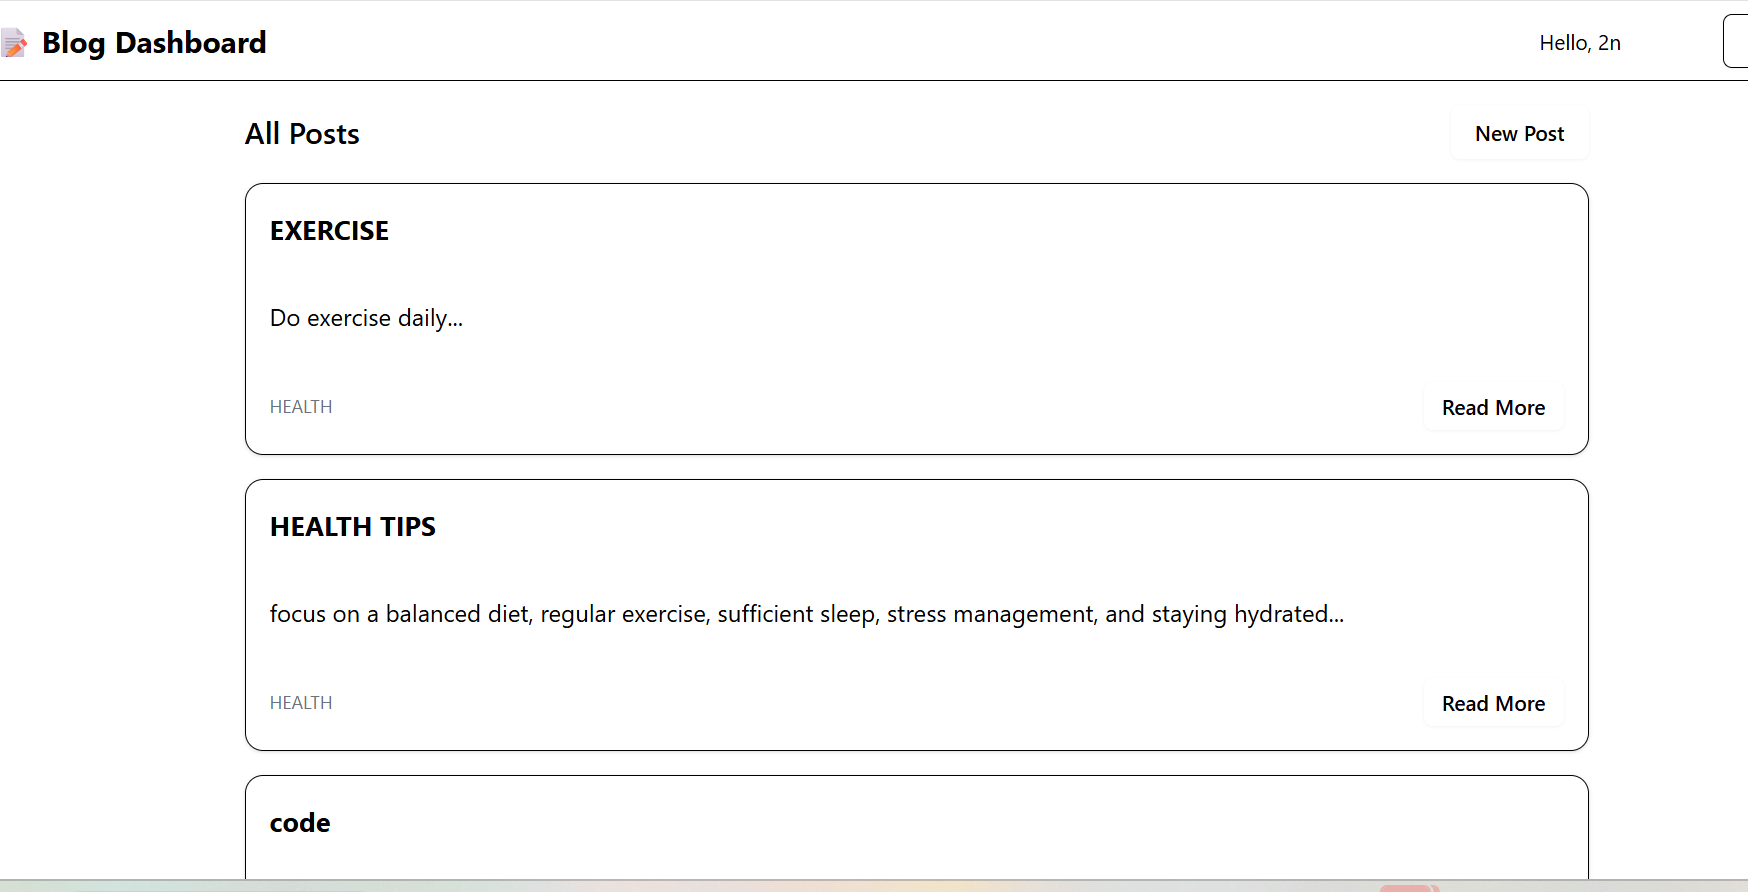 Blog Dashboard
Hello, 2n
All Posts
New Post
EXERCISE
Do exercise daily...
HEALTH
Read More
HEALTH TIPS
focus on a balanced diet, regular exercise, sufficient sleep, stress management, and staying hydrated...
HEALTH
Read More
code